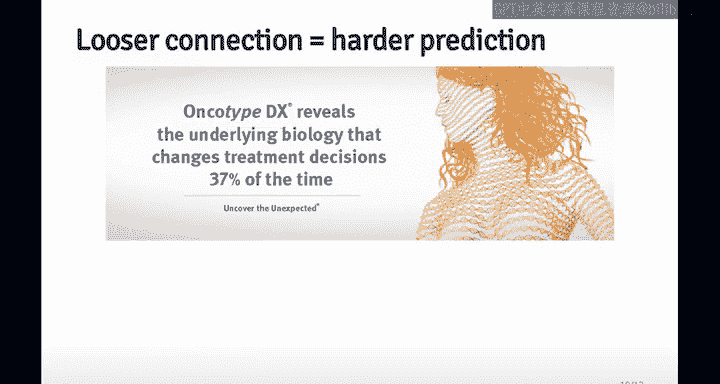 Looser connection = harder prediction
Oncotype DX® reveals
the underlying biology that
changes treatment decisions
37% of the time
Uncover the Unexpected®